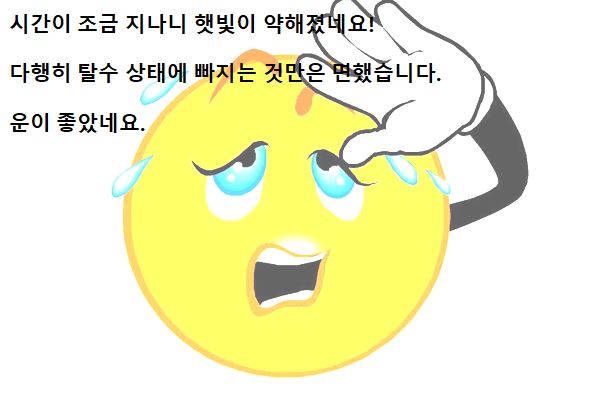 시간이 조금 지나니 햇빛이 약해졌네요!
다행히 탈수 상태에 빠지는 것만은 면했습니다.
운이 좋았네요.